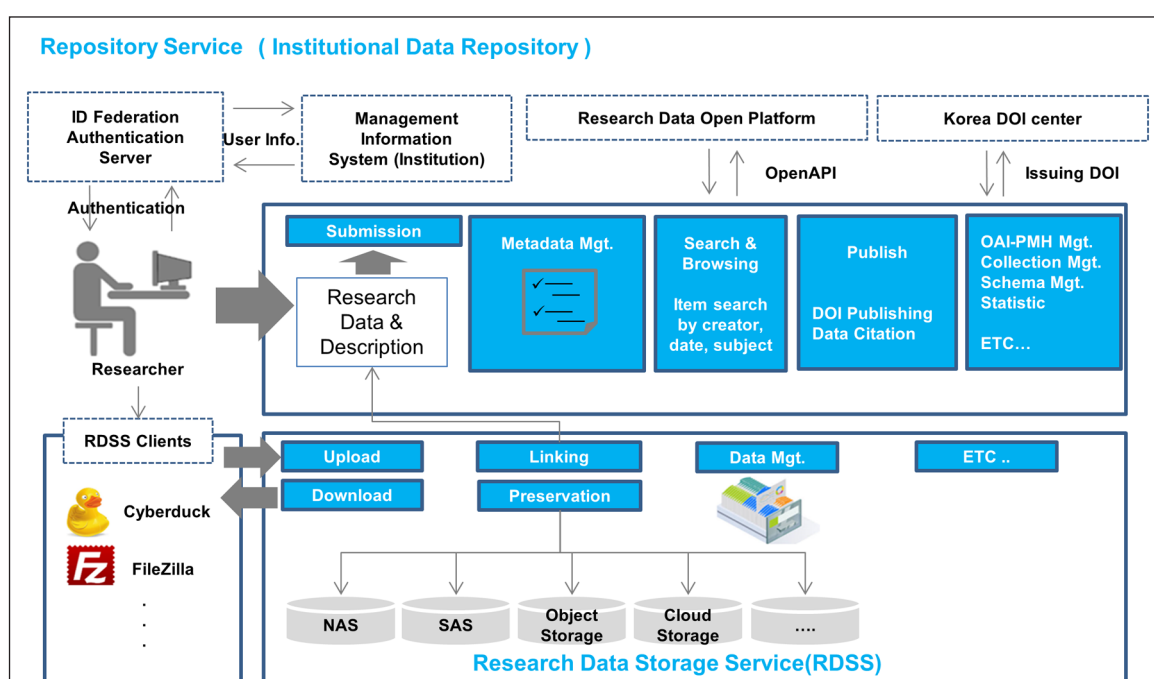 Repository Service ( Institutional Data Repository )
ID Federation
Authentication
Server
User Info.
Management
Information
System (Institution)
Research Data Open Platform
Korea DOI center
OpenAPI
Issuing DOI
Authentication
Researcher
Submission
Research
Data &
Description
Metadata Mgt.
Search &
Browsing
Item search
by creator,
date, subject
Publish
DOI Publishing
Data Citation
OAI-PMH Mgt.
Collection Mgt.
Schema Mgt.
Statistic
ETC...
RDSS Clients
Cyberduck
Fz
FileZilla
.
.
.
Upload
Download
Linking
Preservation
Data Mgt.
ETC ..
NAS
SAS
Object
Storage
Cloud
Storage
....
Research Data Storage Service(RDSS)